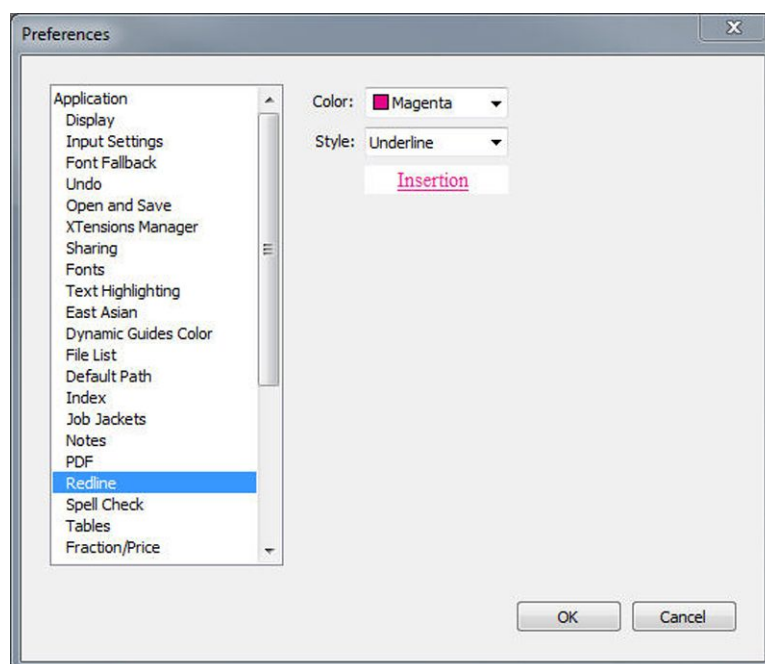 Preferences
Application
Display
Input Settings
Font Fallback
Undo
Open and Save
XTensions Manager
Sharing
Fonts
Text Highlighting
East Asian
Dynamic Guides Color
File List
Default Path
Index
Job Jackets
Notes
PDF
Redline
Spell Check
Tables
Fraction/Price
Color: Magenta
Style: Underline
Insertion
OK Cancel